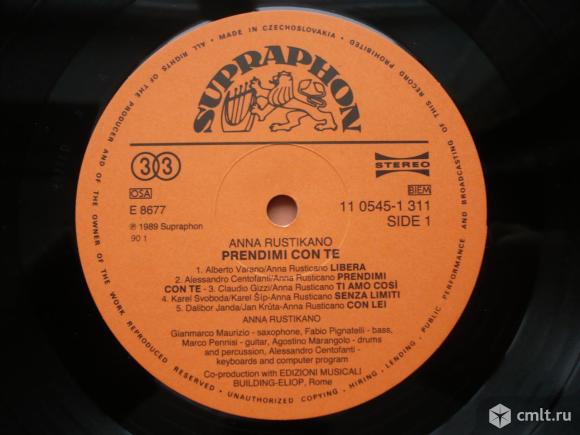 MADE IN CZECHOSLOVAKIA
ALL RIGHTS OF THE PRODUCER AND OF THE OWNER OF THE WORK REPRODUCED RESERVED • UNAUTHORIZED COPYING, HIRING, LENDING, PUBLIC PERFORMANCE AND BROADCASTING OF THIS RECORD PROHIBITED
SUPRAPHON
33
STEREO
OSA
BIEM
E 8677
11 0545-1 311
℗ 1989 Supraphon
SIDE 1
90 1
ANNA RUSTIKANO
PRENDIMI CON TE
1. Alberto Varano/Anna Rusticano LIBERA
2. Alessandro Centofanti/Anna Rusticano PRENDIMI
CON TE - 3. Claudio Gizzi/Anna Rusticano TI AMO COSÌ
4. Karel Svoboda/Karel Šíp-Anna Rusticano SENZA LIMITI
5. Dalibor Janda/Jan Krůta-Anna Rusticano CON LEI
ANNA RUSTIKANO
Gianmarco Maurizio - saxophone, Fabio Pignatelli - bass,
Marco Pennisi - guitar, Agostino Marangolo - drums
and percussion, Alessandro Centofanti -
keyboards and computer program
Co-production with EDIZIONI MUSICALI
BUILDING-ELIOP, Rome
cmlt.ru